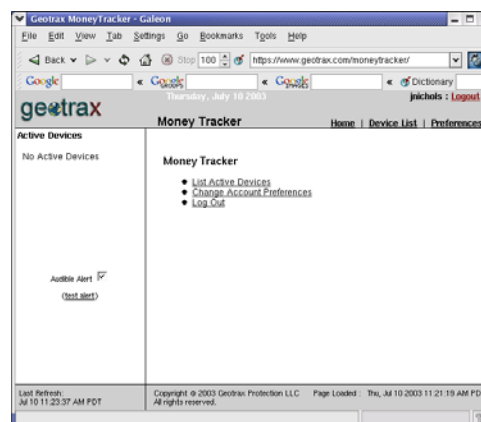 Geotrax MoneyTracker - Galeon
File Edit View Tab Settings Go Bookmarks Tools Help
Back Stop 100 https://www.geotrax.com/moneytracker/
Google « Google GROUPS « Google IMAGES « Dictionary
Thursday, July 10 2003 jnichols : Logout
geotrax
Money Tracker Home | Device List | Preferences
Active Devices
No Active Devices
Money Tracker
List Active Devices
Change Account Preferences
Log Out
Audible Alert
(test alert)
Last Refresh: Copyright © 2003 Geotrax Protection LLC Page Loaded : Thu, Jul 10 2003 11:21:19 AM PD
Jul 10 11:23:37 AM PDT All rights reserved.